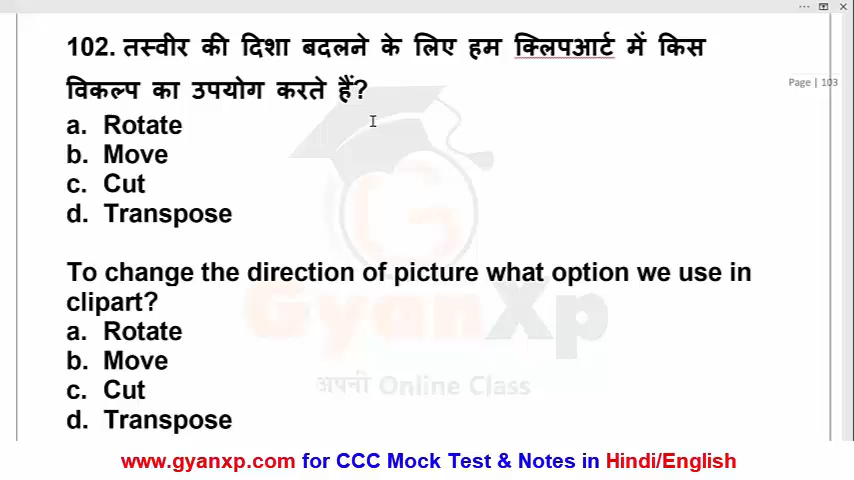 102. तस्वीर की दिशा बदलने के लिए हम क्लिपआर्ट में किस
विकल्प का उपयोग करते हैं?
Page | 103
a. Rotate
b. Move
c. Cut
d. Transpose
To change the direction of picture what option we use in
clipart?
a. Rotate
b. Move
c. Cut
d. Transpose
GyanXp
अपनी Online Class
www.gyanxp.com for CCC Mock Test & Notes in Hindi/English